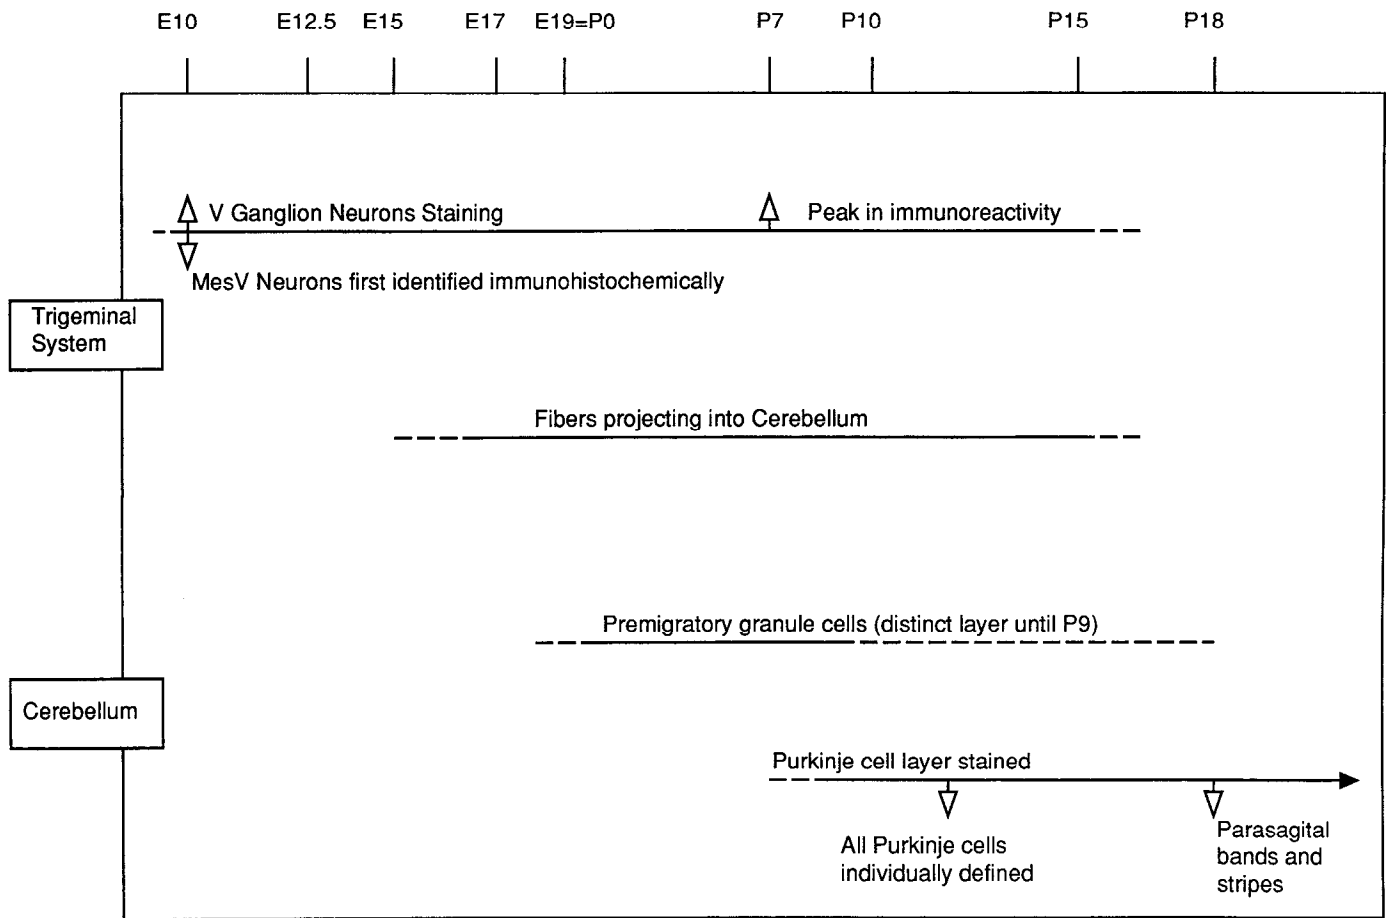 E10 E12.5 E15 E17 E19=P0 P7 P10 P15 P18
V Ganglion Neurons Staining
Peak in immunoreactivity
MesV Neurons first identified immunohistochemically
Trigeminal
System
Fibers projecting into Cerebellum
Premigratory granule cells (distinct layer until P9)
Cerebellum
Purkinje cell layer stained
All Purkinje cells
individually defined
Parasagital
bands and
stripes